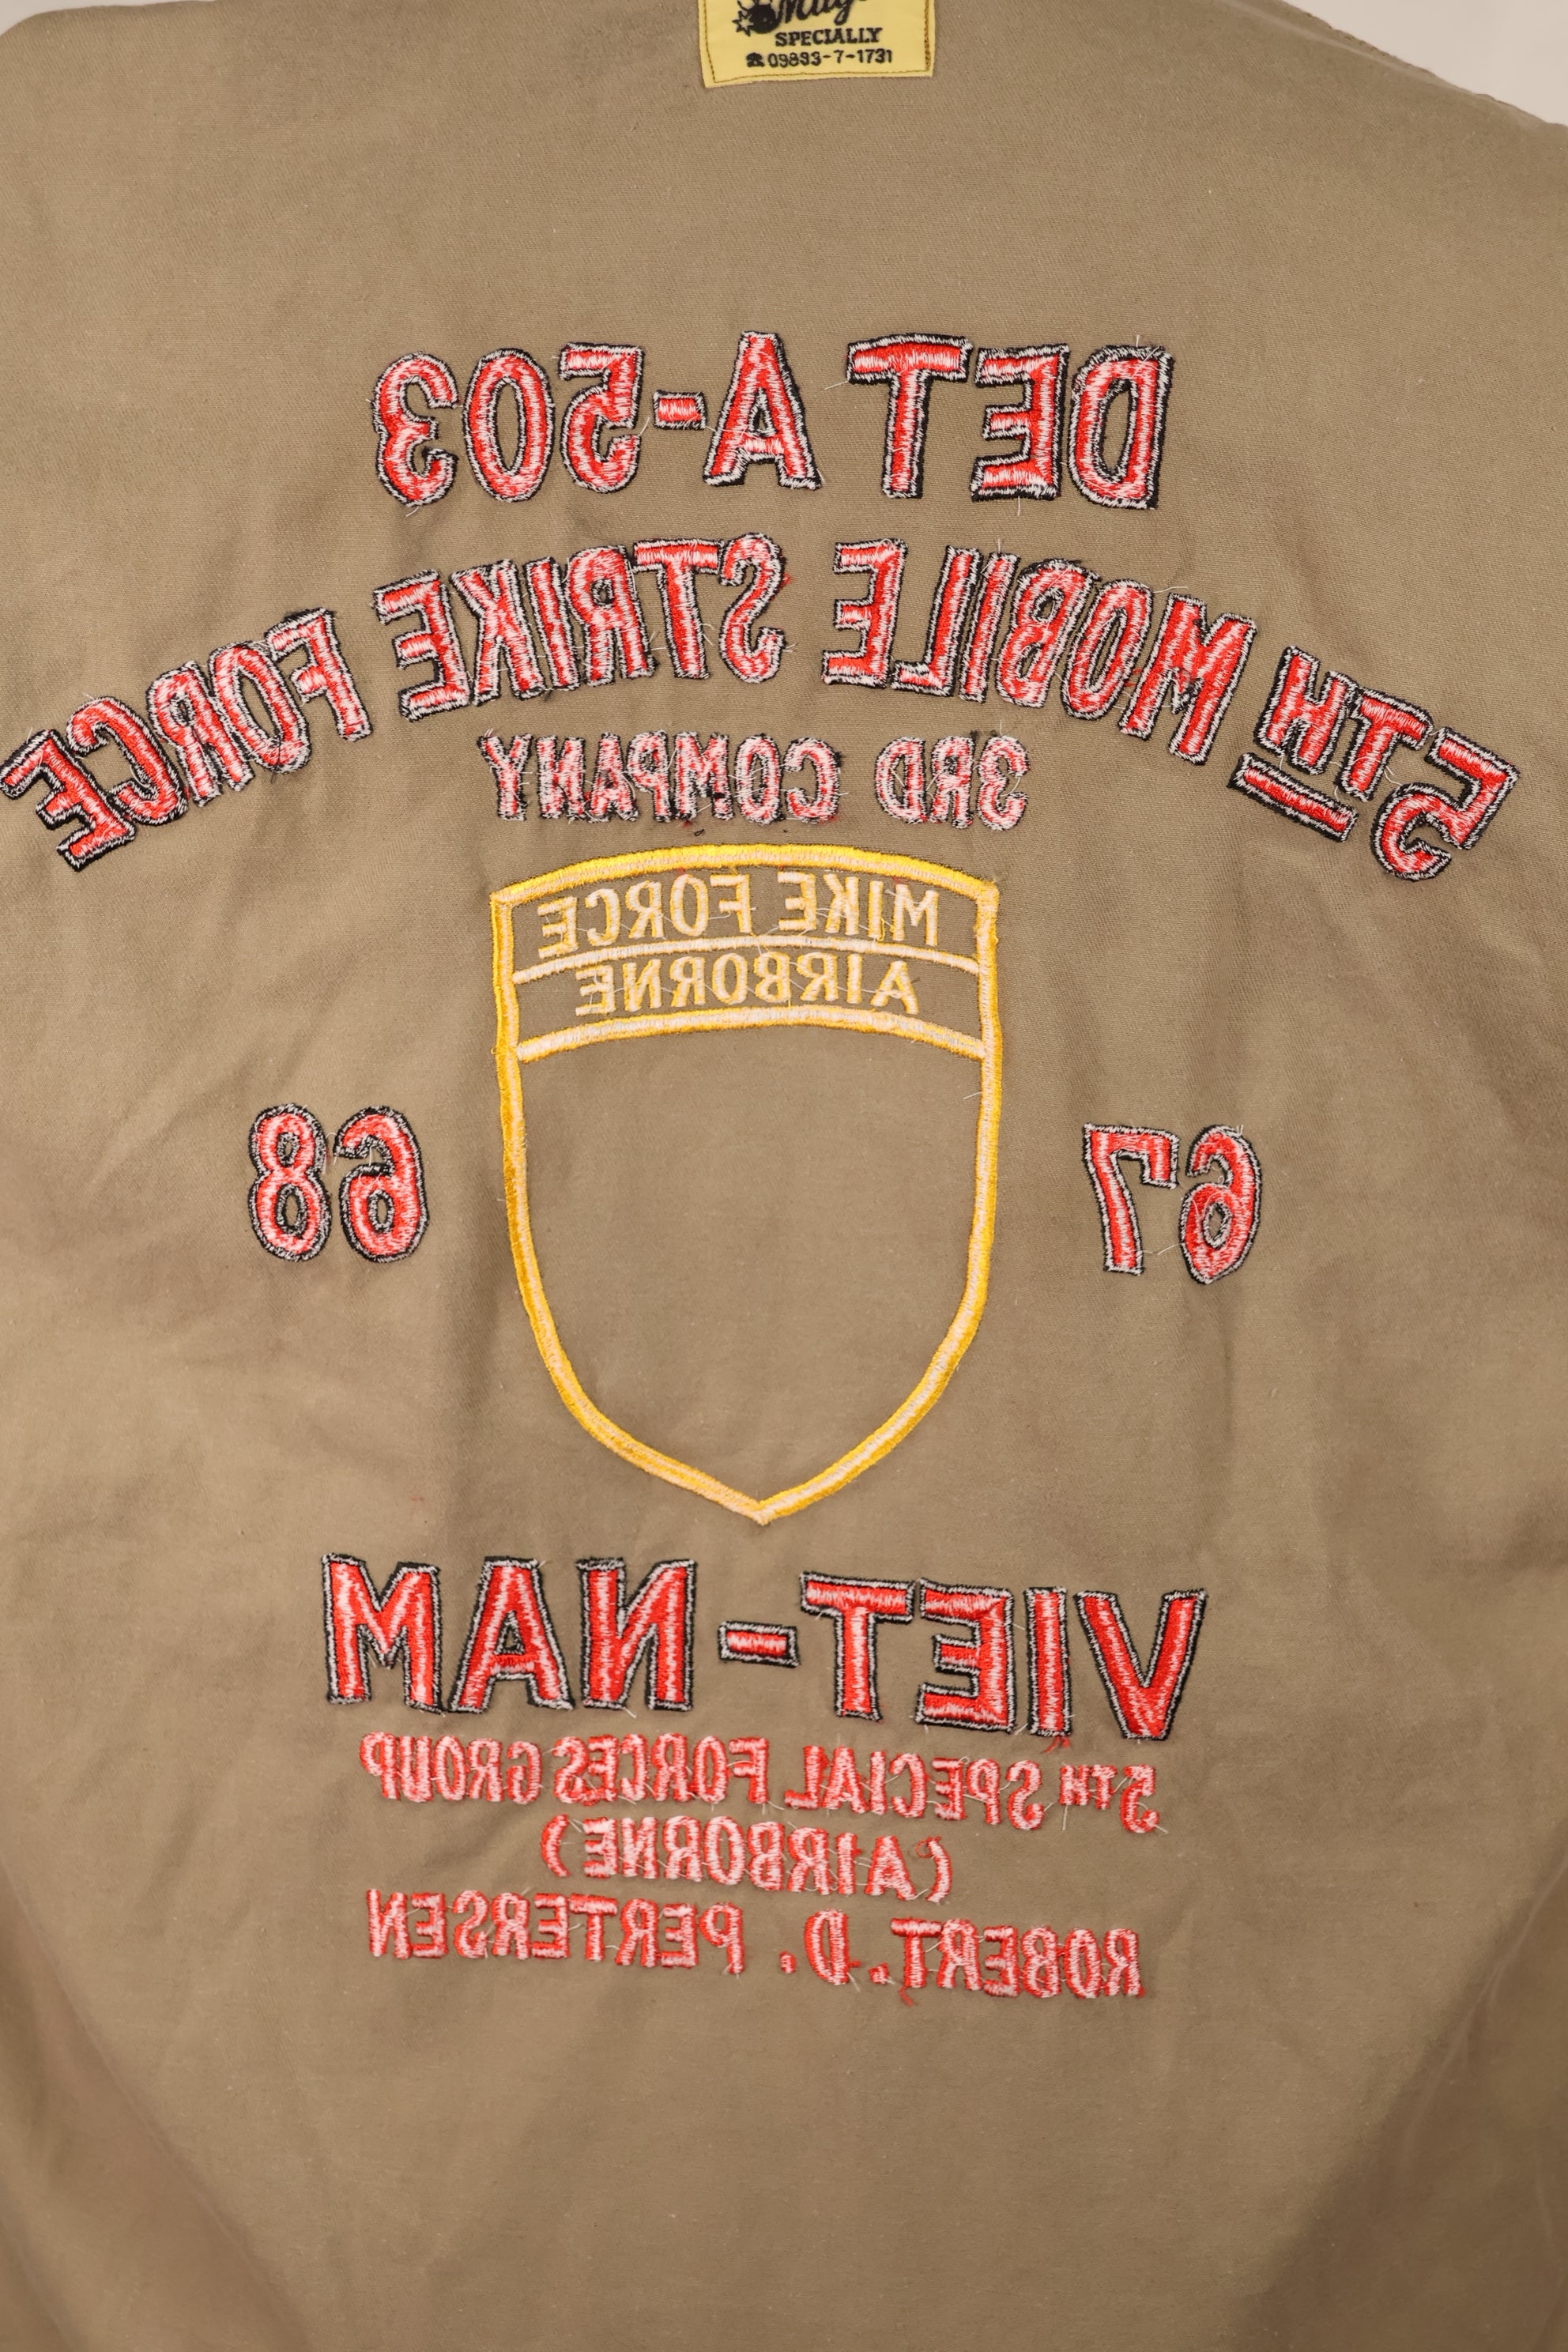 SPECIALLY
☎09893-7-1731
DET A-503
5TH MOBILE STRIKE FORCE
3RD COMPANY
MIKE FORCE
AIRBORNE
67 68
VIET-NAM
5TH SPECIAL FORCES GROUP
(AIRBORNE)
ROBERT.D. PERTERSEN